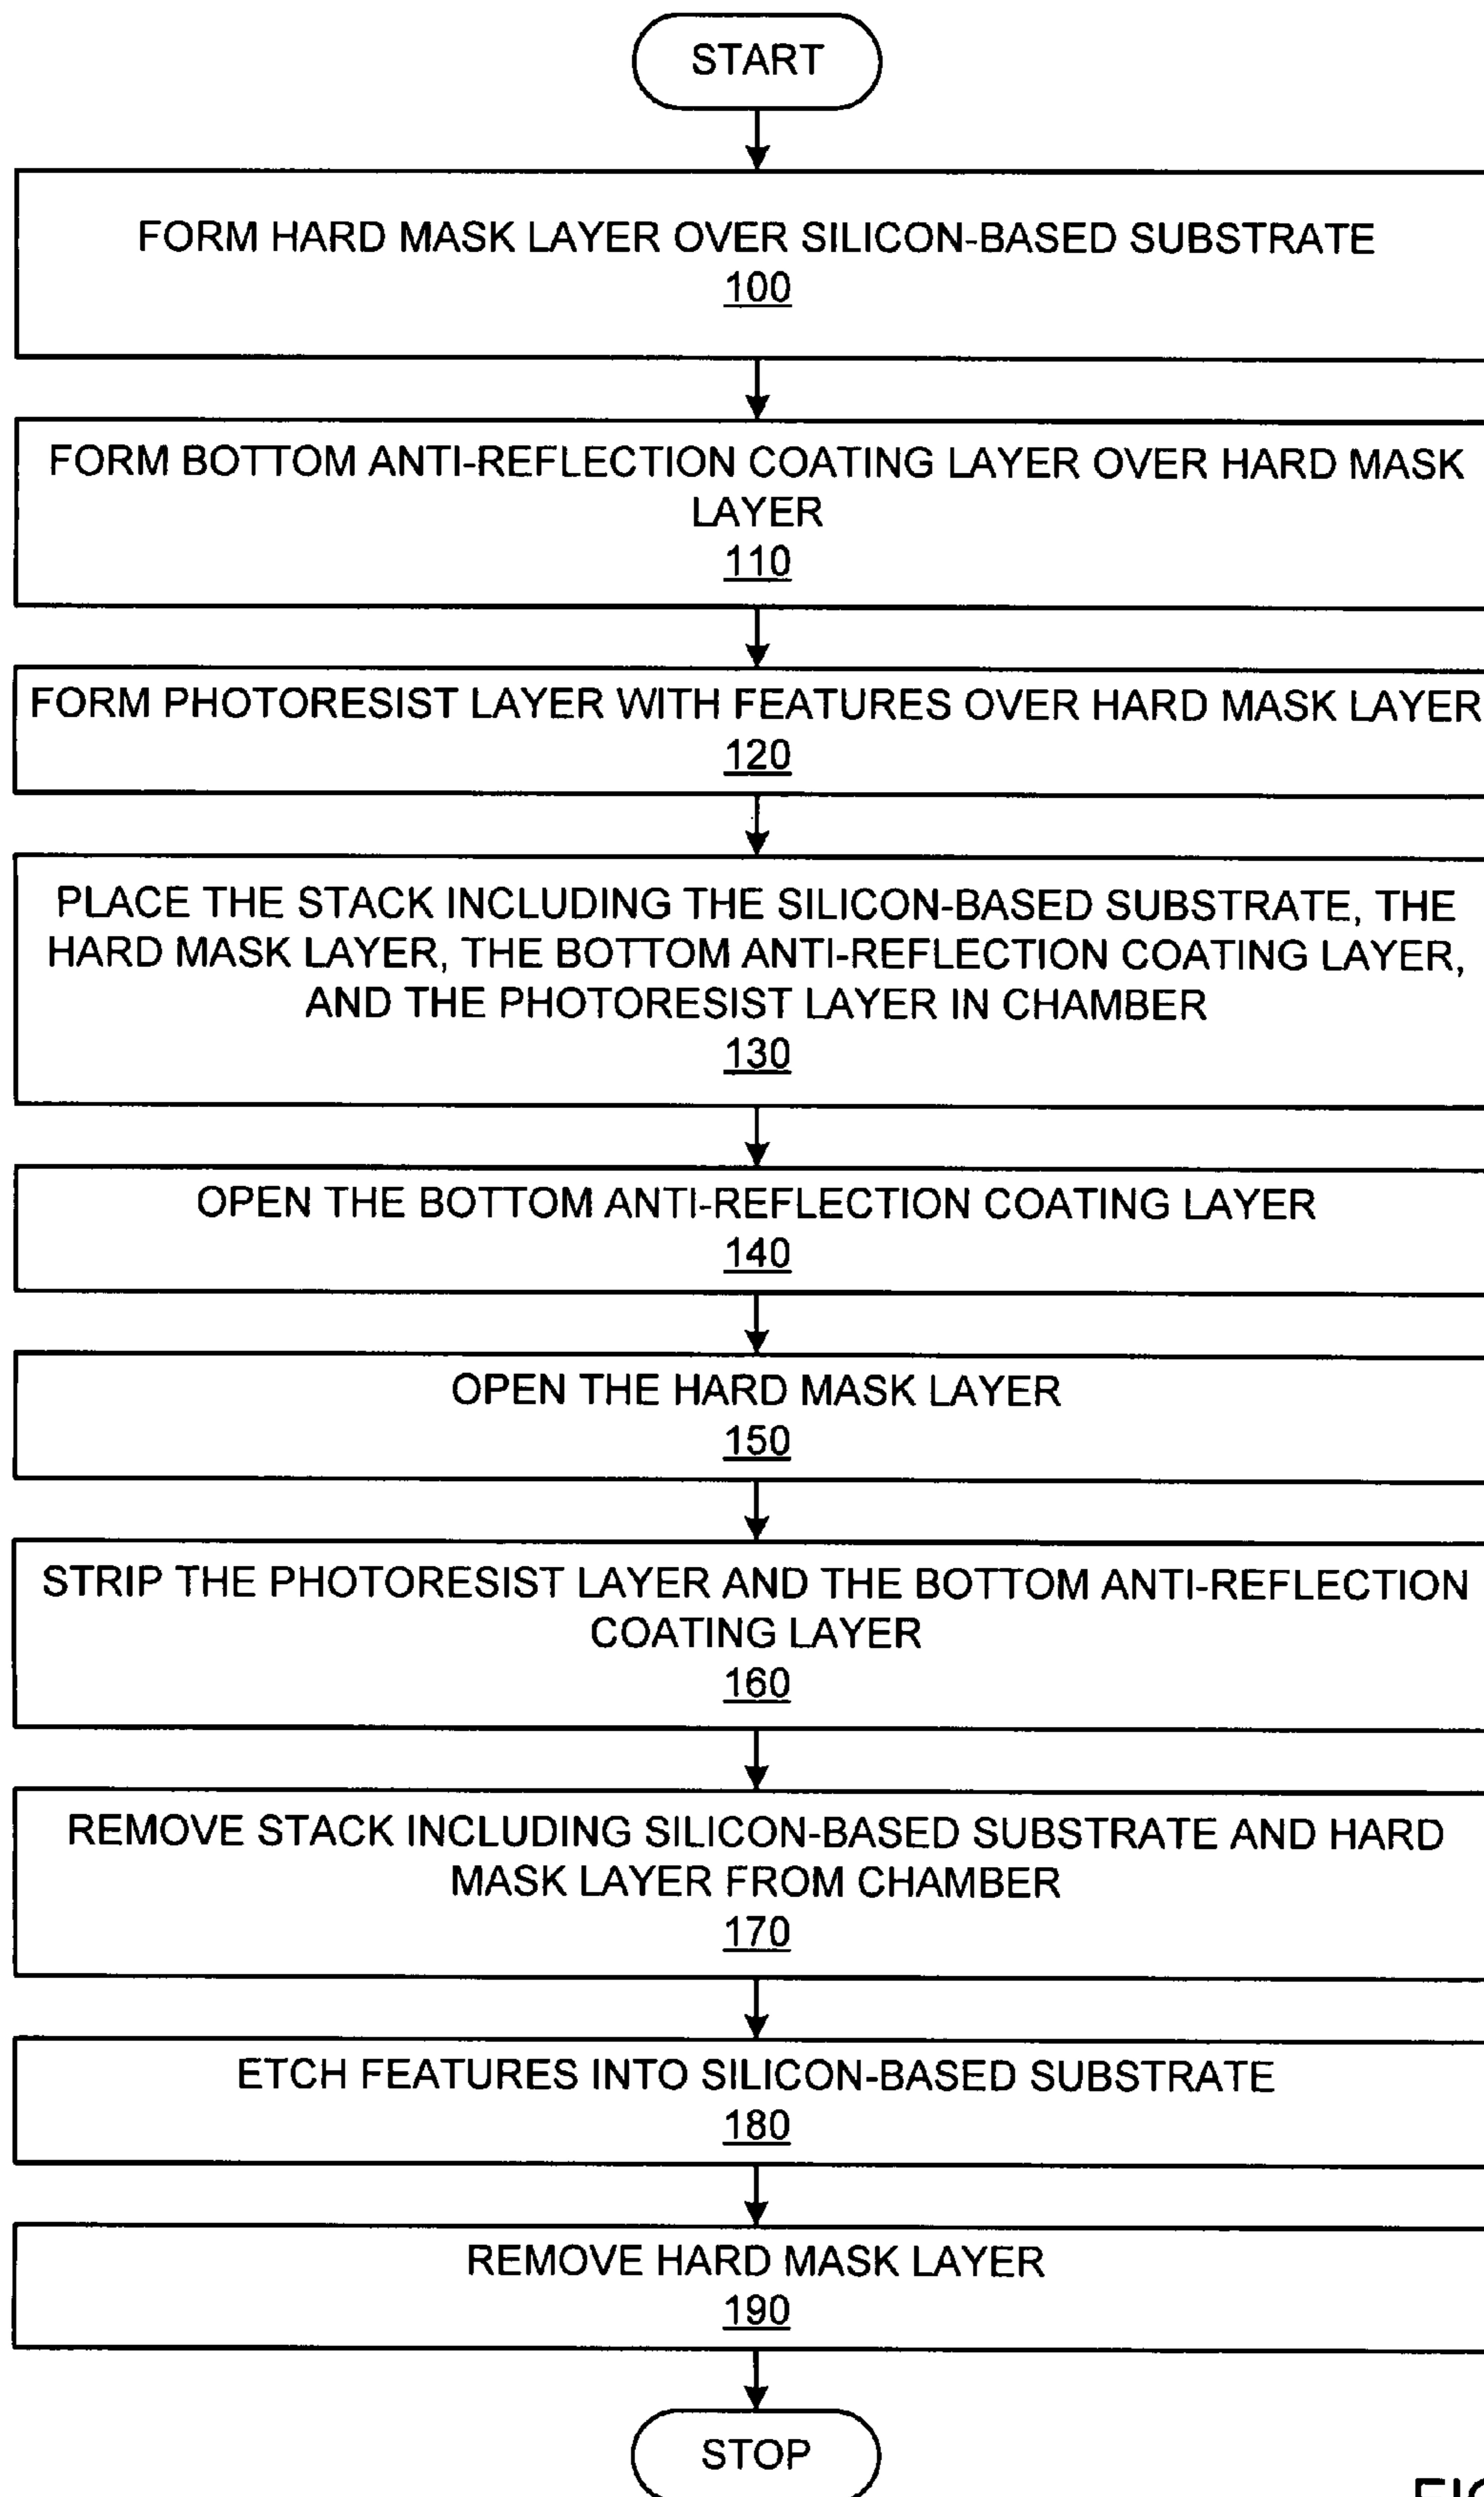 START
FORM HARD MASK LAYER OVER SILICON-BASED SUBSTRATE
100
FORM BOTTOM ANTI-REFLECTION COATING LAYER OVER HARD MASK
LAYER
110
FORM PHOTORESIST LAYER WITH FEATURES OVER HARD MASK LAYER
120
PLACE THE STACK INCLUDING THE SILICON-BASED SUBSTRATE, THE
HARD MASK LAYER, THE BOTTOM ANTI-REFLECTION COATING LAYER,
AND THE PHOTORESIST LAYER IN CHAMBER
130
OPEN THE BOTTOM ANTI-REFLECTION COATING LAYER
140
OPEN THE HARD MASK LAYER
150
STRIP THE PHOTORESIST LAYER AND THE BOTTOM ANTI-REFLECTION
COATING LAYER
160
REMOVE STACK INCLUDING SILICON-BASED SUBSTRATE AND HARD
MASK LAYER FROM CHAMBER
170
ETCH FEATURES INTO SILICON-BASED SUBSTRATE
180
REMOVE HARD MASK LAYER
190
STOP